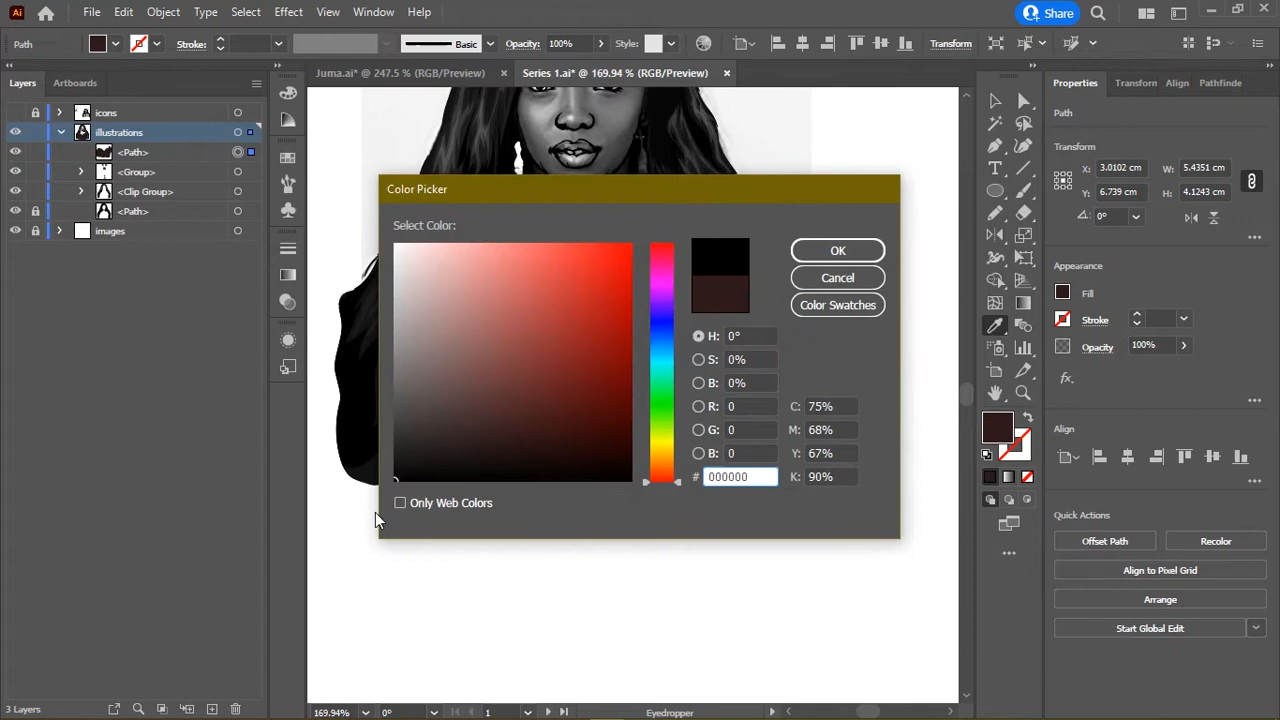 Ai File Edit Object Type Select Effect View Window Help Share
Path Stroke: Basic Opacity: 100% Style: Transform
Layers Artboards
Juma.ai* @ 247.5 % (RGB/Preview) × Series 1.ai* @ 169.94 % (RGB/Preview) ×
Properties Transform Align Pathfinder
icons
illustrations
<Path>
<Group>
<Clip Group>
<Path>
images
Color Picker
Select Color:
OK
Cancel
Color Swatches
H: 0°
S: 0%
B: 0%
R: 0 C: 75%
G: 0 M: 68%
B: 0 Y: 67%
# 000000 K: 90%
Only Web Colors
Path
Transform
X: 3.0102 cm W: 5.4351 cm
Y: 6.739 cm H: 4.1243 cm
0°
Appearance
Fill
Stroke
Opacity 100%
fx.
Align
Quick Actions
Offset Path Recolor
Align to Pixel Grid
Arrange
Start Global Edit
3 Layers
169.94% 0° 1 Eyedropper